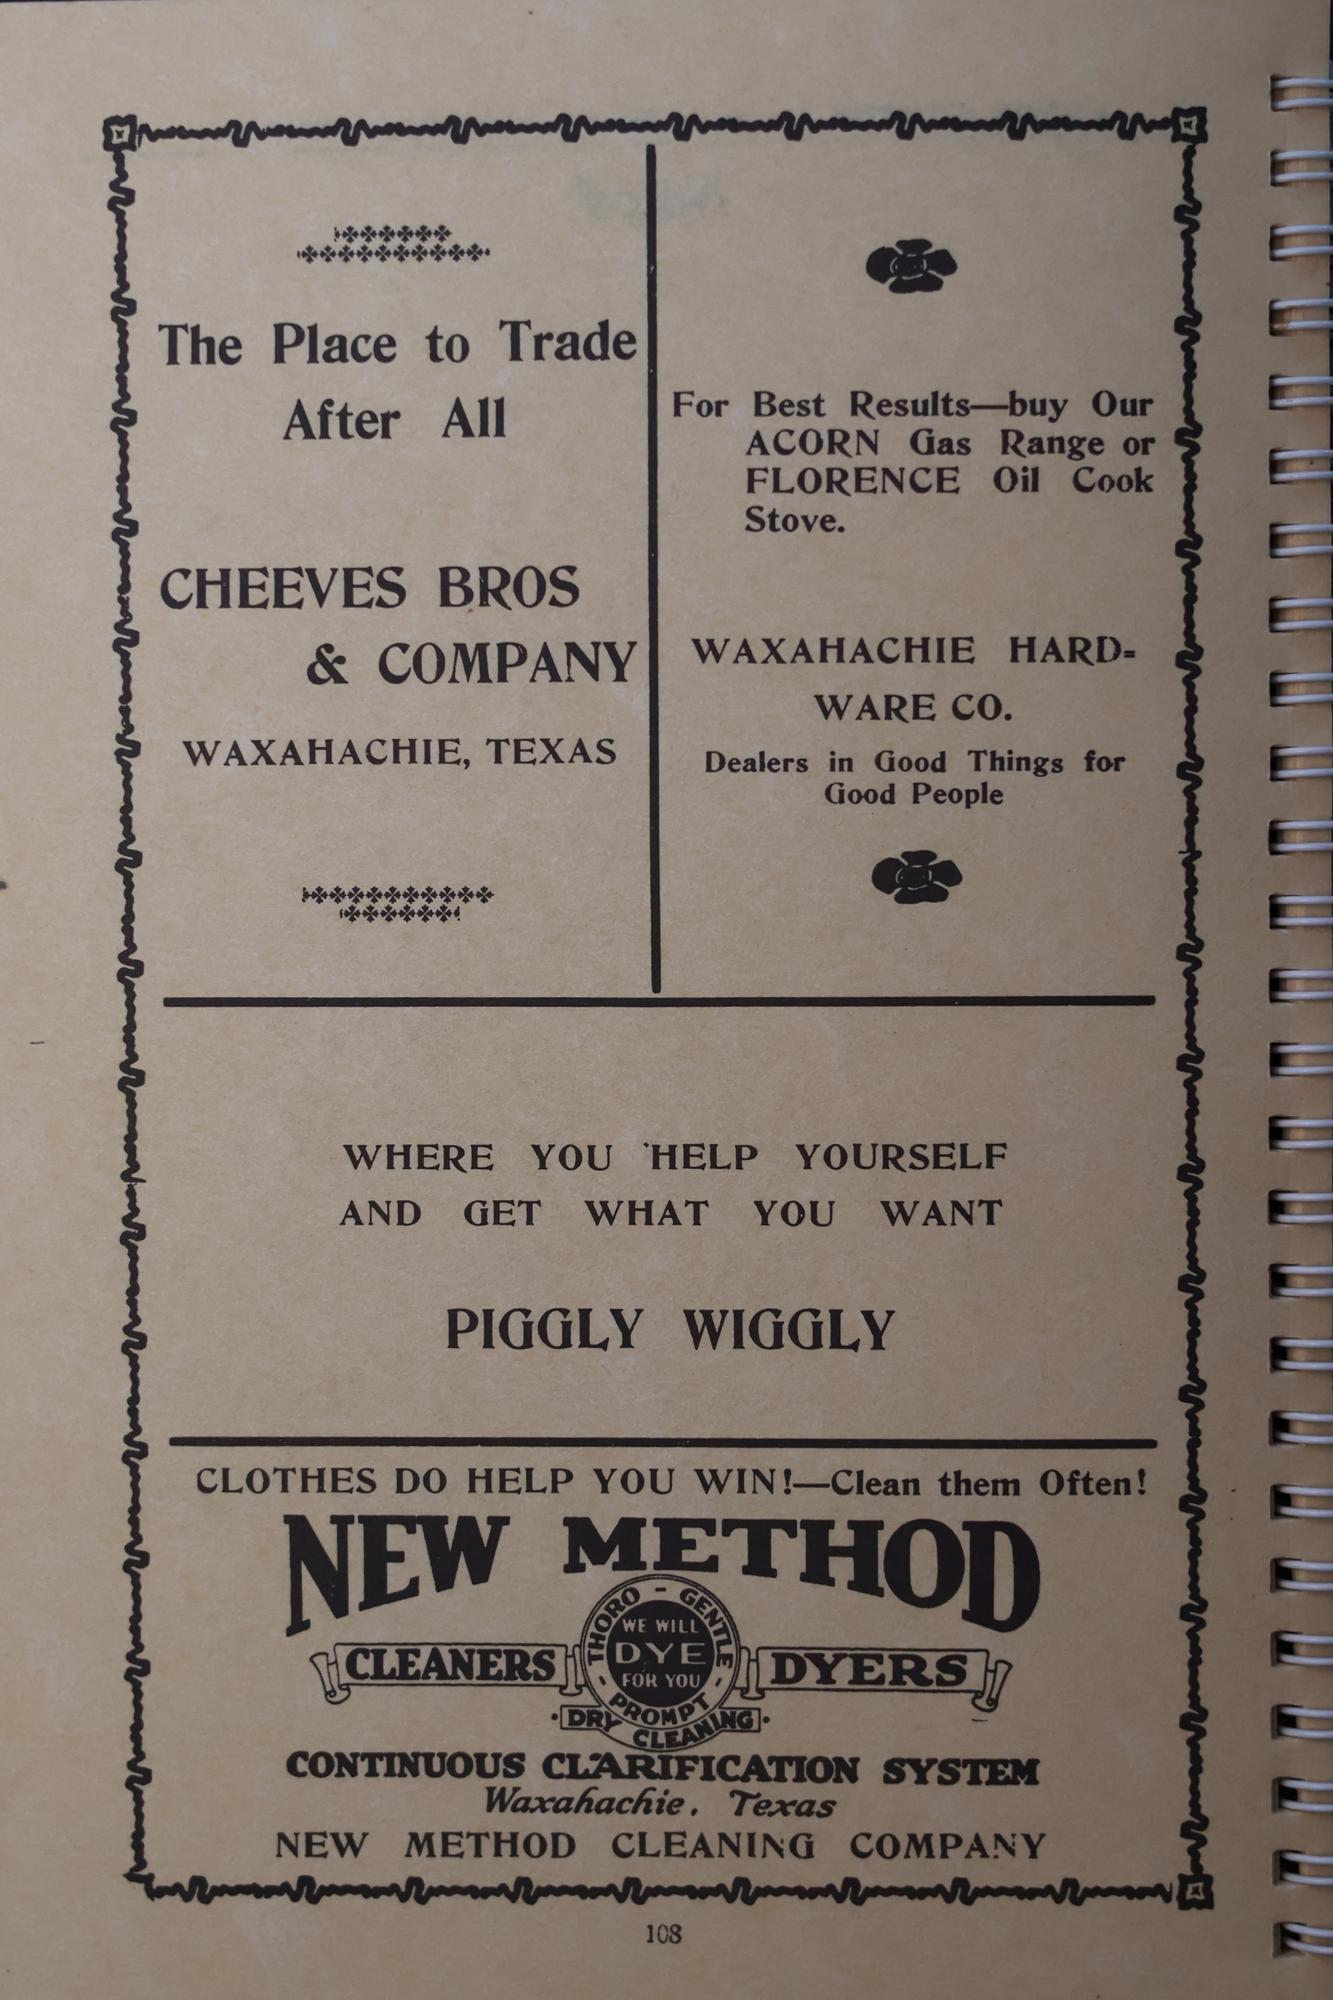 The Place to Trade
After All
CHEEVES BROS
& COMPANY
WAXAHACHIE, TEXAS
For Best Results—buy Our
ACORN Gas Range or
FLORENCE Oil Cook
Stove.
WAXAHACHIE HARD=
WARE CO.
Dealers in Good Things for
Good People
WHERE YOU HELP YOURSELF
AND GET WHAT YOU WANT
PIGGLY WIGGLY
CLOTHES DO HELP YOU WIN!—Clean them Often!
NEW METHOD
CLEANERS
THORO - GENTLE - PROMPT -
WE WILL
DYE
FOR YOU
DYERS
DRY CLEANING
CONTINUOUS CLARIFICATION SYSTEM
Waxahachie, Texas
NEW METHOD CLEANING COMPANY
108